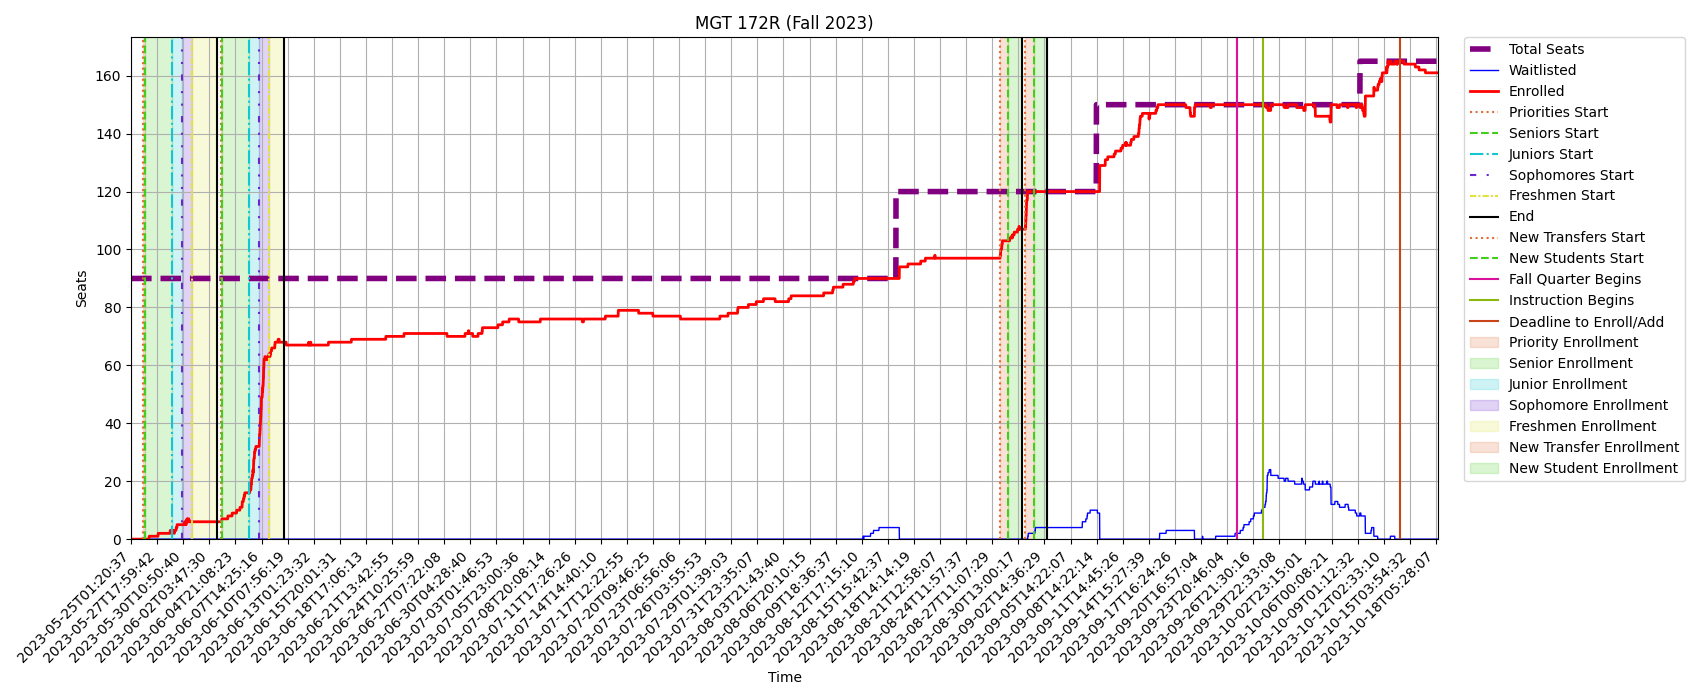 MGT 172R (Fall 2023)
Seats
160
140
120
100
80
60
40
20
0
2023-05-25T01:20:37
2023-05-27T17:59:42
2023-05-30T10:50:40
2023-06-02T03:47:30
2023-06-04T21:08:23
2023-06-07T14:25:16
2023-06-10T07:56:19
2023-06-13T01:23:32
2023-06-15T20:01:31
2023-06-18T17:06:13
2023-06-21T13:42:55
2023-06-24T10:25:59
2023-06-27T07:22:08
2023-06-30T04:28:40
2023-07-03T01:46:53
2023-07-05T23:00:36
2023-07-08T20:08:14
2023-07-11T17:26:26
2023-07-14T14:40:10
2023-07-17T12:22:55
2023-07-20T09:46:25
2023-07-23T06:56:06
2023-07-26T03:55:53
2023-07-29T01:39:03
2023-07-31T23:35:07
2023-08-03T21:43:40
2023-08-06T20:10:15
2023-08-09T18:36:37
2023-08-12T17:15:10
2023-08-15T15:42:37
2023-08-18T14:14:19
2023-08-21T12:58:07
2023-08-24T11:57:37
2023-08-27T11:07:29
2023-08-30T13:00:17
2023-09-02T14:36:29
2023-09-05T14:22:07
2023-09-08T14:22:14
2023-09-11T14:45:26
2023-09-14T15:27:39
2023-09-17T16:24:26
2023-09-20T16:57:04
2023-09-23T20:46:04
2023-09-26T21:30:16
2023-09-29T22:33:08
2023-10-02T23:15:01
2023-10-06T00:08:21
2023-10-09T01:12:32
2023-10-12T02:33:10
2023-10-15T03:54:32
2023-10-18T05:28:07
Time
Total Seats
Waitlisted
Enrolled
Priorities Start
Seniors Start
Juniors Start
Sophomores Start
Freshmen Start
End
New Transfers Start
New Students Start
Fall Quarter Begins
Instruction Begins
Deadline to Enroll/Add
Priority Enrollment
Senior Enrollment
Junior Enrollment
Sophomore Enrollment
Freshmen Enrollment
New Transfer Enrollment
New Student Enrollment